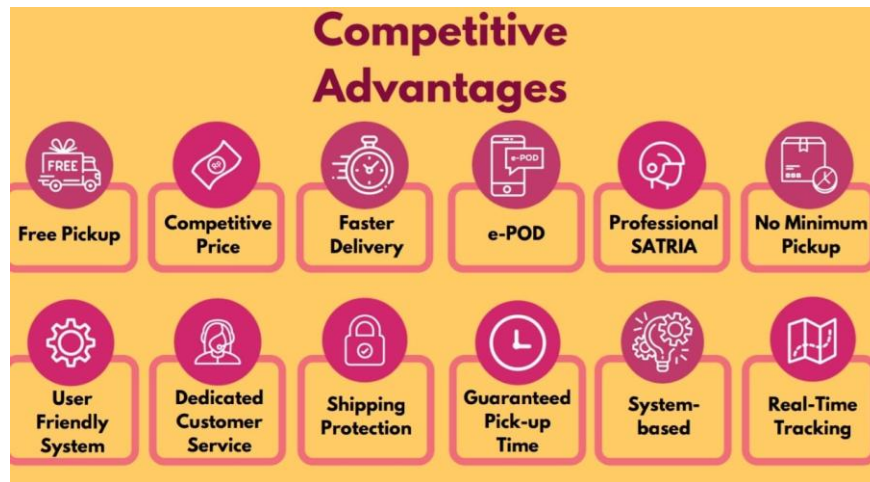 Competitive
Advantages
FREE
e-POD
Free Pickup
Competitive
Price
Faster
Delivery
e-POD
Professional
SATRIA
No Minimum
Pickup
User
Friendly
System
Dedicated
Customer
Service
Shipping
Protection
Guaranteed
Pick-up
Time
System-
based
Real-Time
Tracking